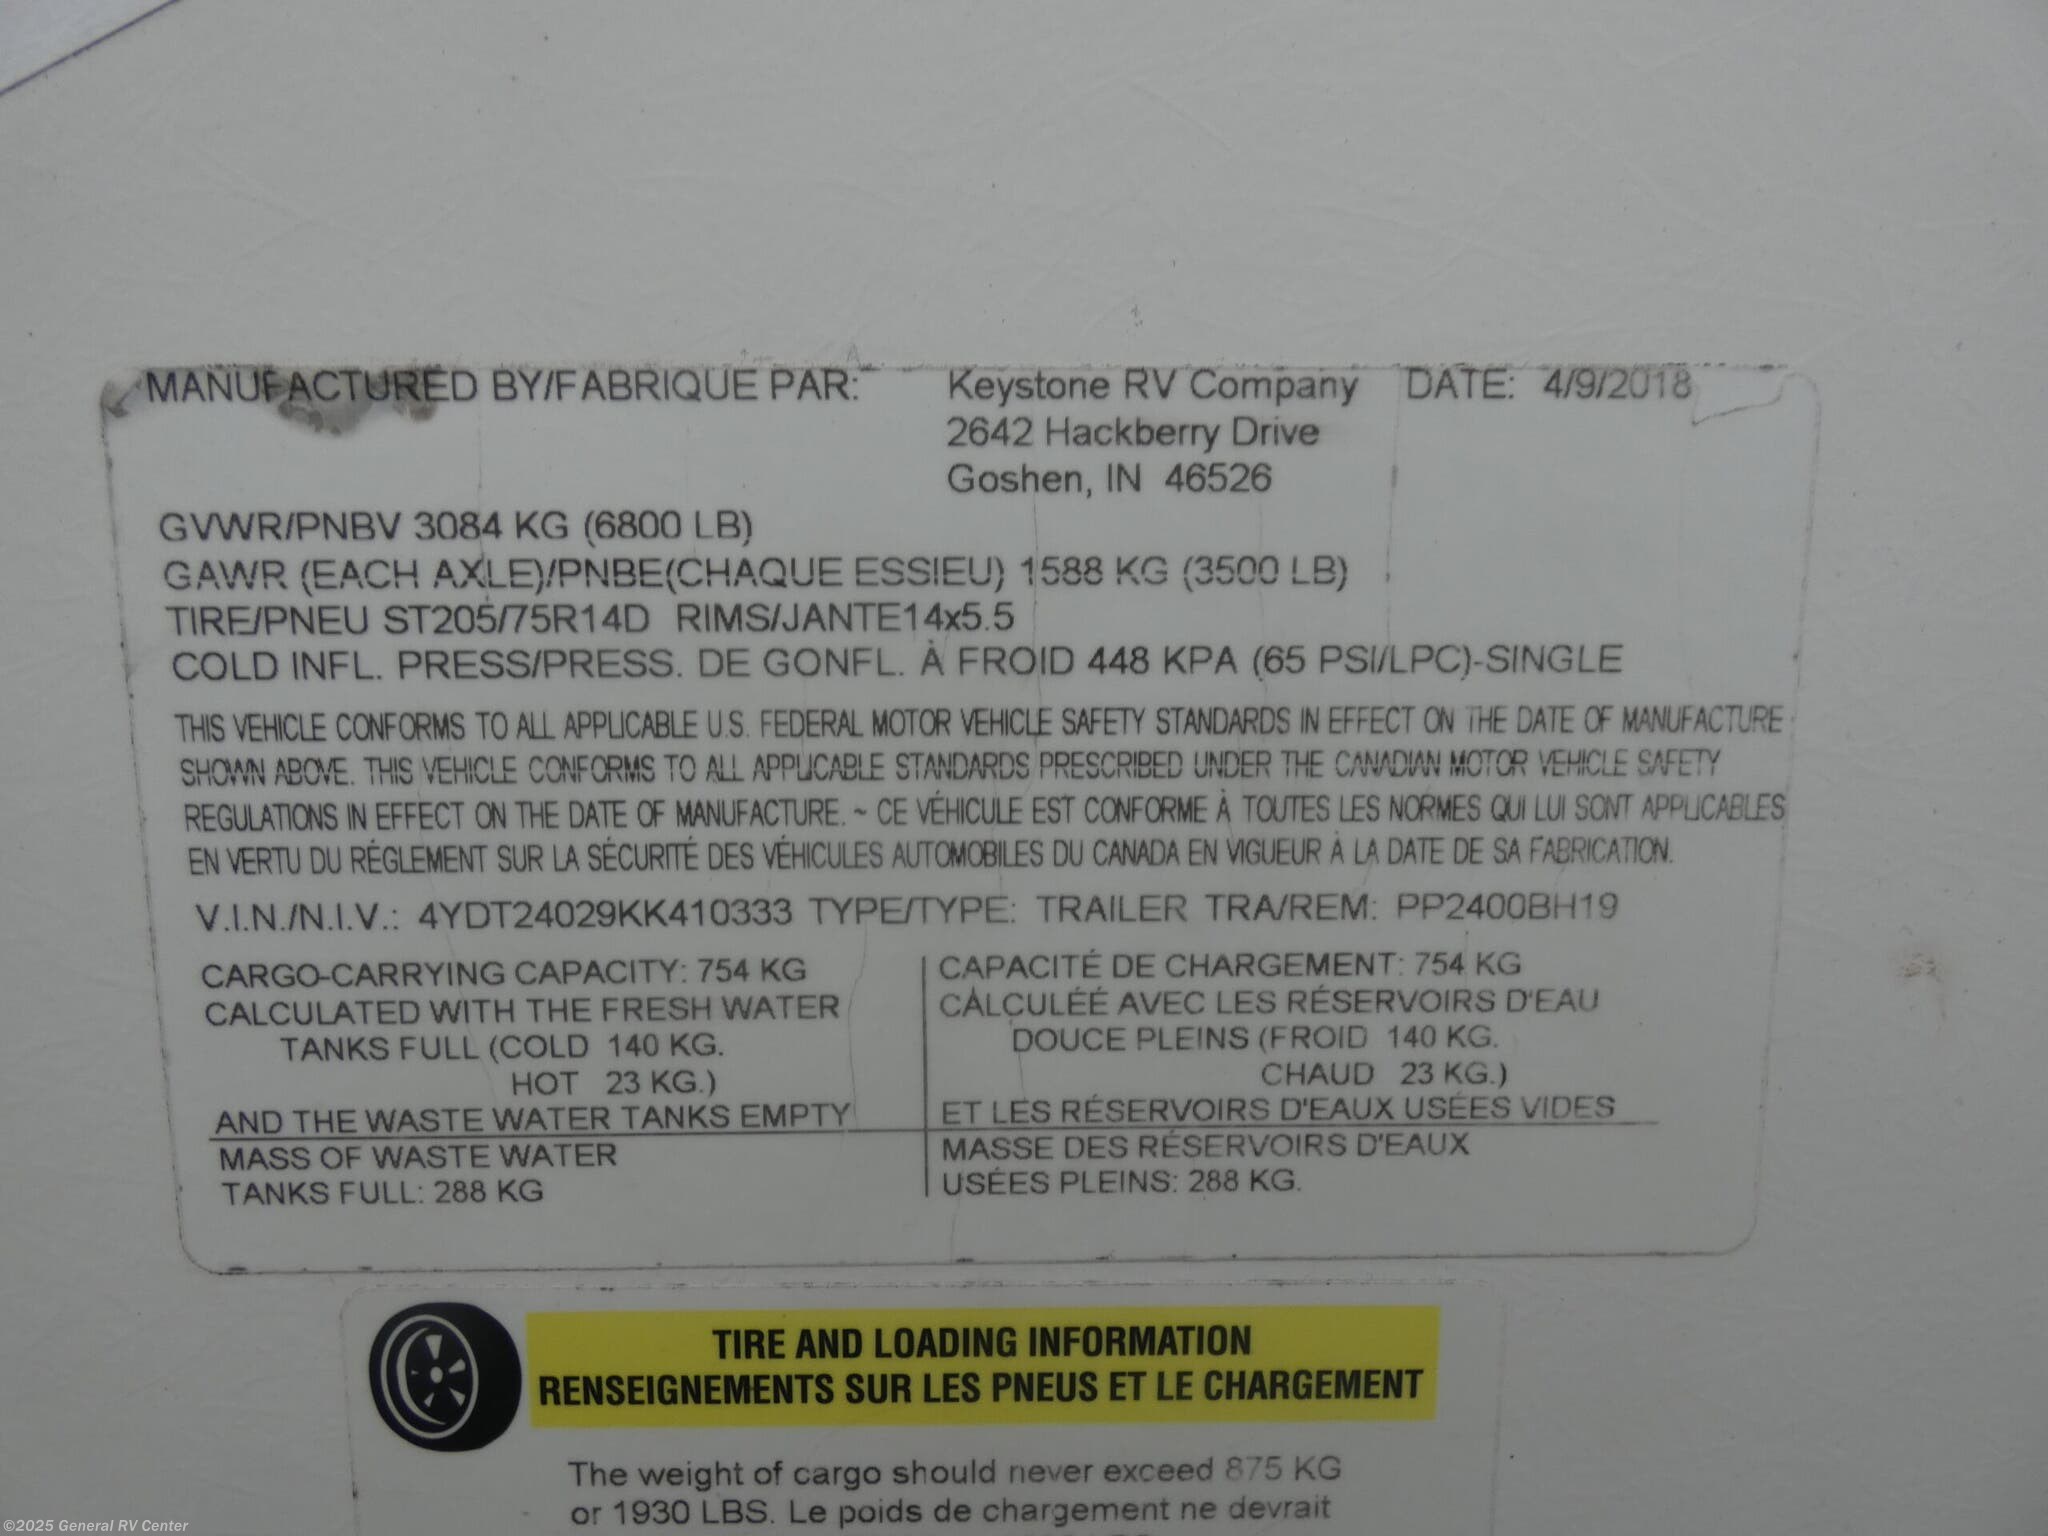 MANUFACTURED BY/FABRIQUE PAR: Keystone RV Company DATE: 4/9/2018
2642 Hackberry Drive
Goshen, IN 46526
GVWR/PNBV 3084 KG (6800 LB)
GAWR (EACH AXLE)/PNBE(CHAQUE ESSIEU) 1588 KG (3500 LB)
TIRE/PNEU ST205/75R14D RIMS/JANTE14x5.5
COLD INFL. PRESS/PRESS. DE GONFL. À FROID 448 KPA (65 PSI/LPC)-SINGLE
THIS VEHICLE CONFORMS TO ALL APPLICABLE U.S. FEDERAL MOTOR VEHICLE SAFETY STANDARDS IN EFFECT ON THE DATE OF MANUFACTURE
SHOWN ABOVE. THIS VEHICLE CONFORMS TO ALL APPLICABLE STANDARDS PRESCRIBED UNDER THE CANADIAN MOTOR VEHICLE SAFETY
REGULATIONS IN EFFECT ON THE DATE OF MANUFACTURE. ~ CE VÉHICULE EST CONFORME À TOUTES LES NORMES QUI LUI SONT APPLICABLES
EN VERTU DU RÉGLEMENT SUR LA SÉCURITÉ DES VÉHICULES AUTOMOBILES DU CANADA EN VIGUEUR À LA DATE DE SA FABRICATION.
V.I.N./N.I.V.: 4YDT24029KK410333 TYPE/TYPE: TRAILER TRA/REM: PP2400BH19
CARGO-CARRYING CAPACITY: 754 KG
CALCULATED WITH THE FRESH WATER
TANKS FULL (COLD 140 KG.
HOT 23 KG.)
AND THE WASTE WATER TANKS EMPTY
MASS OF WASTE WATER
TANKS FULL: 288 KG
CAPACITÉ DE CHARGEMENT: 754 KG
CALCULÉÉ AVEC LES RÉSERVOIRS D'EAU
DOUCE PLEINS (FROID 140 KG.
CHAUD 23 KG.)
ET LES RÉSERVOIRS D'EAUX USÉES VIDES
MASSE DES RÉSERVOIRS D'EAUX
USÉES PLEINS: 288 KG.
TIRE AND LOADING INFORMATION
RENSEIGNEMENTS SUR LES PNEUS ET LE CHARGEMENT
The weight of cargo should never exceed 875 KG
or 1930 LBS. Le poids de chargement ne devrait
©2025 General RV Center